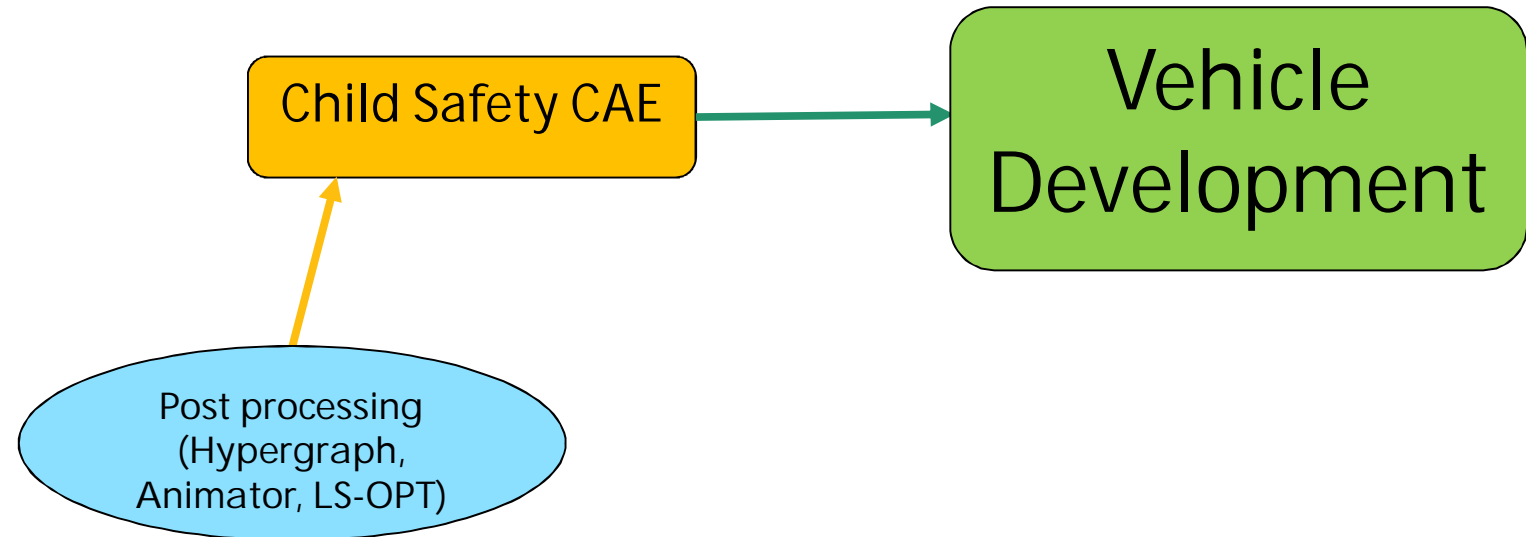 Child Safety CAE
Vehicle
Development
Post processing
(Hypergraph,
Animator, LS-OPT)